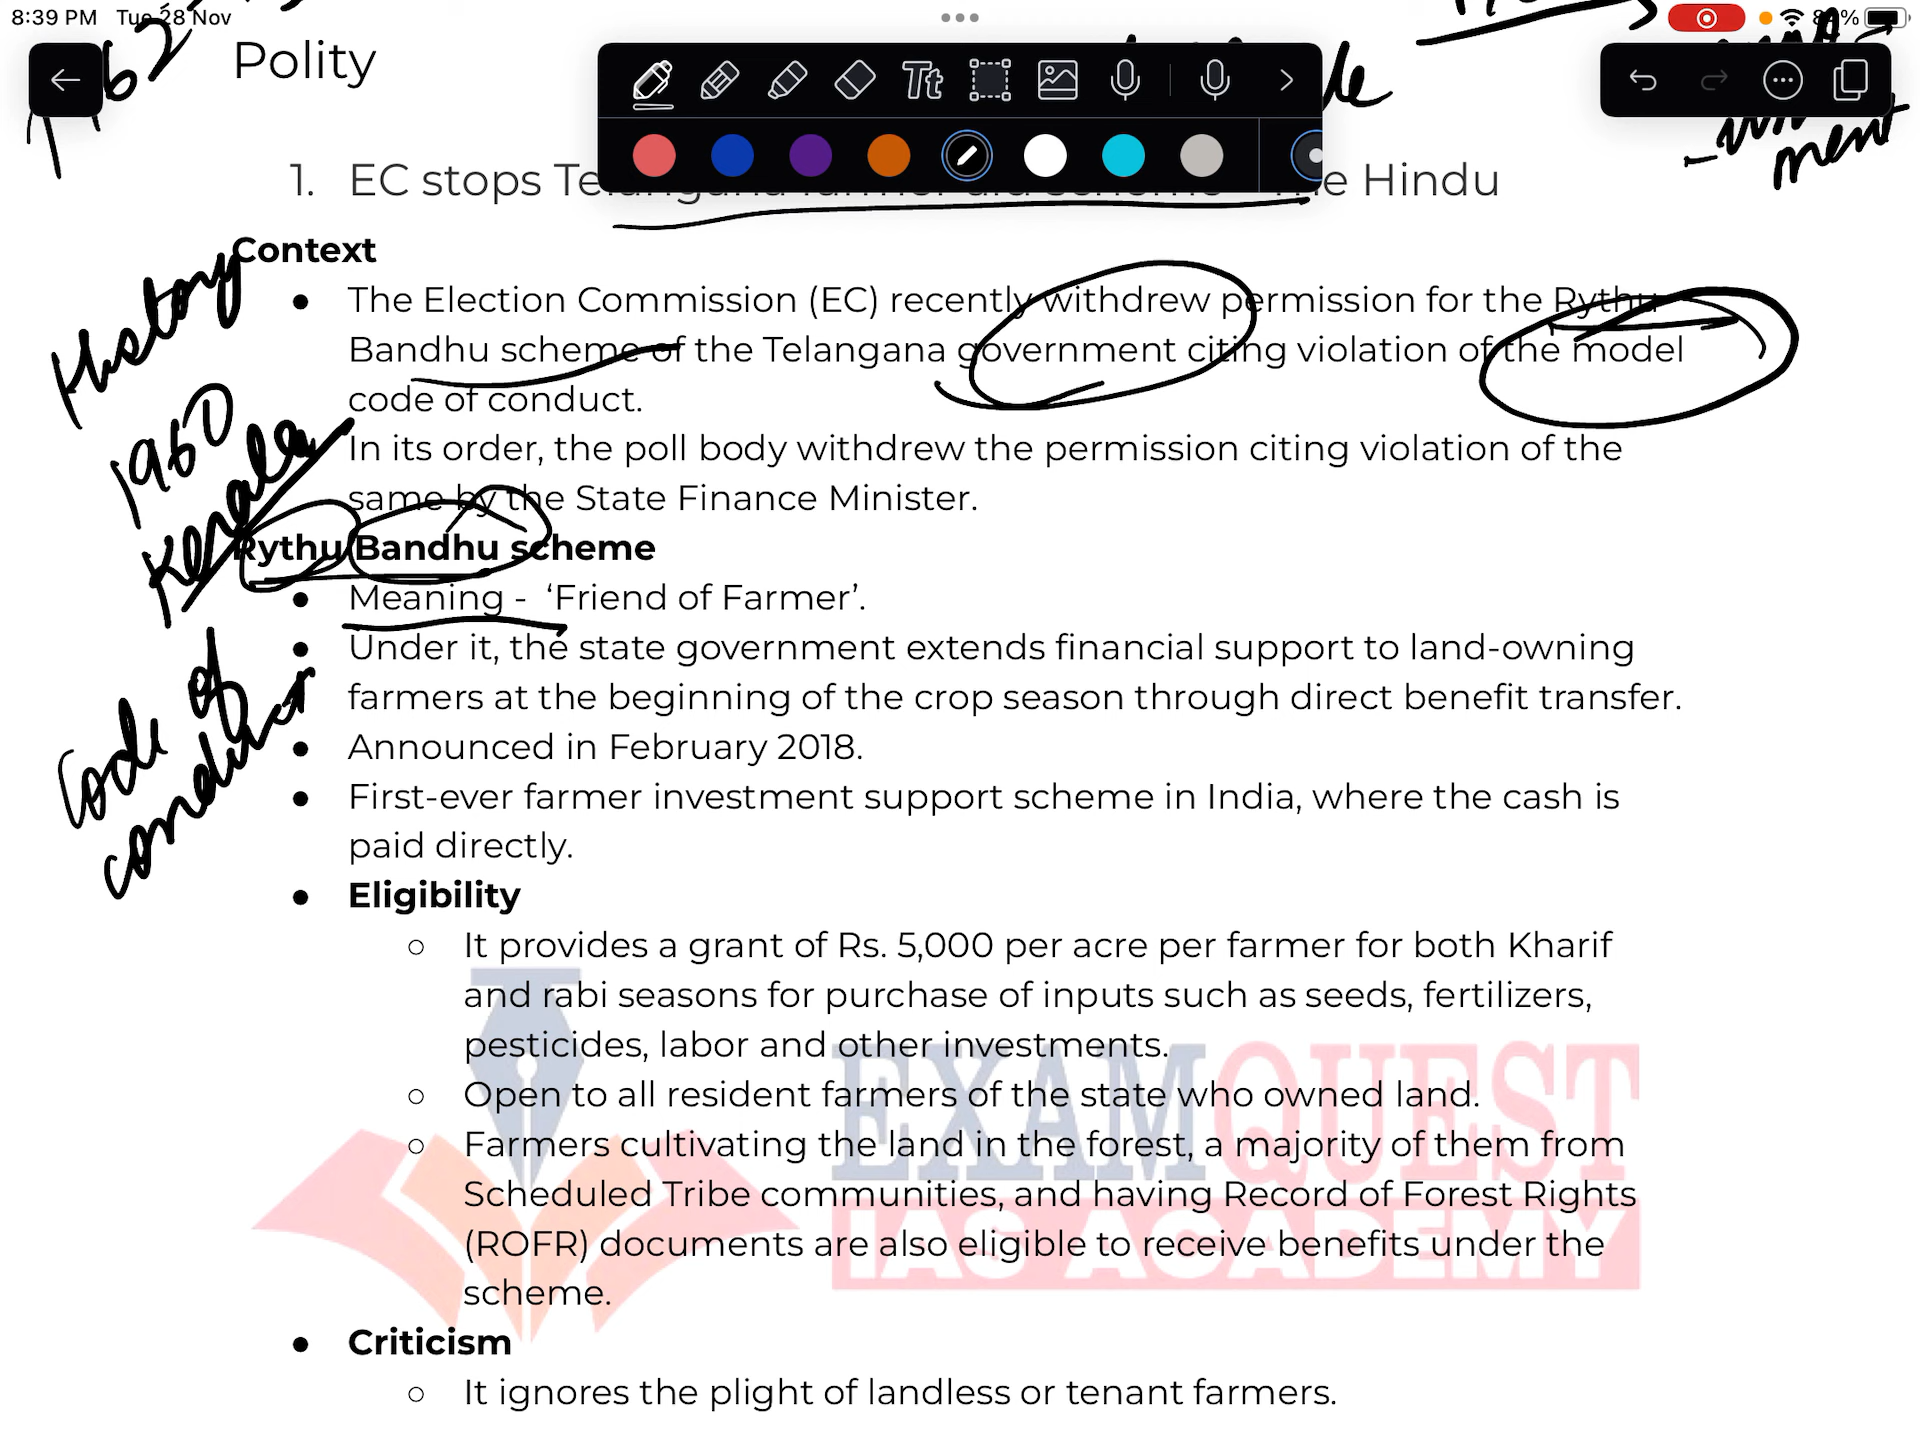 8:39 PM Tue 28 Nov
1962
Polity
Tt
1. EC stops Telangana farmer aid scheme - The Hindu
ment
Context
● The Election Commission (EC) recently withdrew permission for the Rythu
Bandhu scheme of the Telangana government citing violation of the model
code of conduct.
In its order, the poll body withdrew the permission citing violation of the
same by the State Finance Minister.
History
1960
Kerala
Code of
conduct
Rythu Bandhu scheme
● Meaning - ‘Friend of Farmer’.
● Under it, the state government extends financial support to land-owning
farmers at the beginning of the crop season through direct benefit transfer.
● Announced in February 2018.
● First-ever farmer investment support scheme in India, where the cash is
paid directly.
● Eligibility
○ It provides a grant of Rs. 5,000 per acre per farmer for both Kharif
and rabi seasons for purchase of inputs such as seeds, fertilizers,
pesticides, labor and other investments.
○ Open to all resident farmers of the state who owned land.
○ Farmers cultivating the land in the forest, a majority of them from
Scheduled Tribe communities, and having Record of Forest Rights
(ROFR) documents are also eligible to receive benefits under the
scheme.
● Criticism
○ It ignores the plight of landless or tenant farmers.
EXAMQUEST
IAS ACADEMY